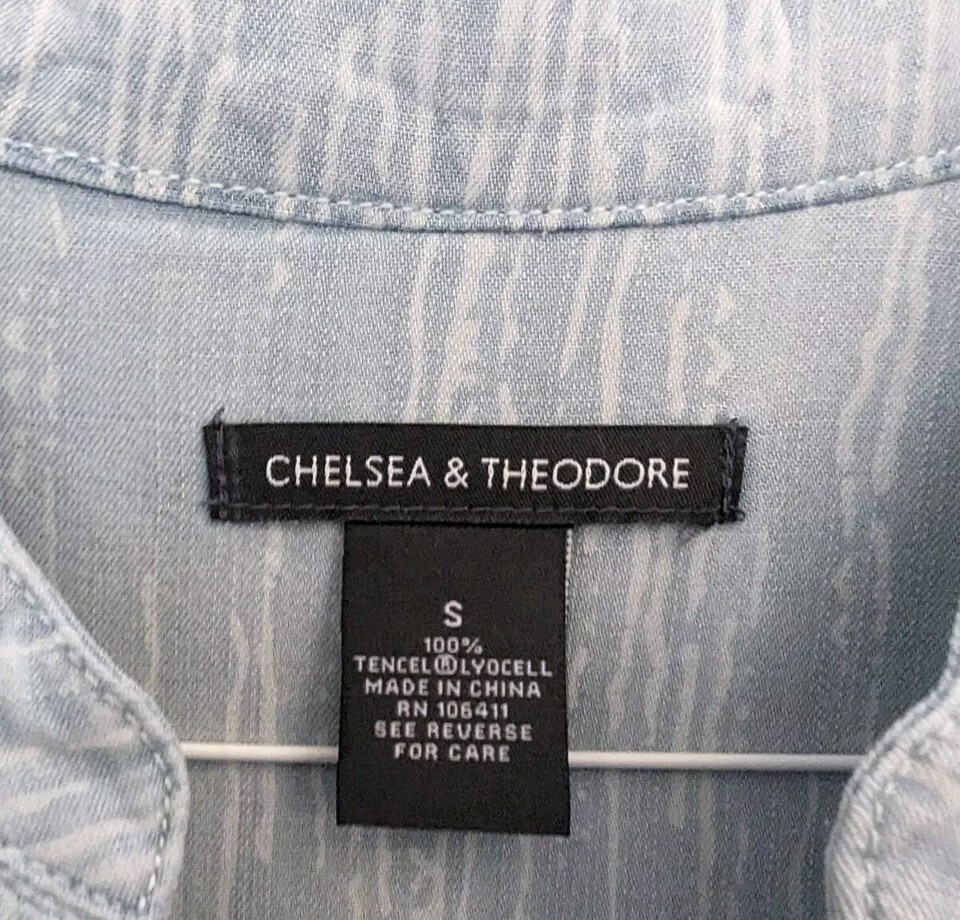 CHELSEA & THEODORE
S
100%
TENCEL®LYOCELL
MADE IN CHINA
RN 106411
SEE REVERSE
FOR CARE